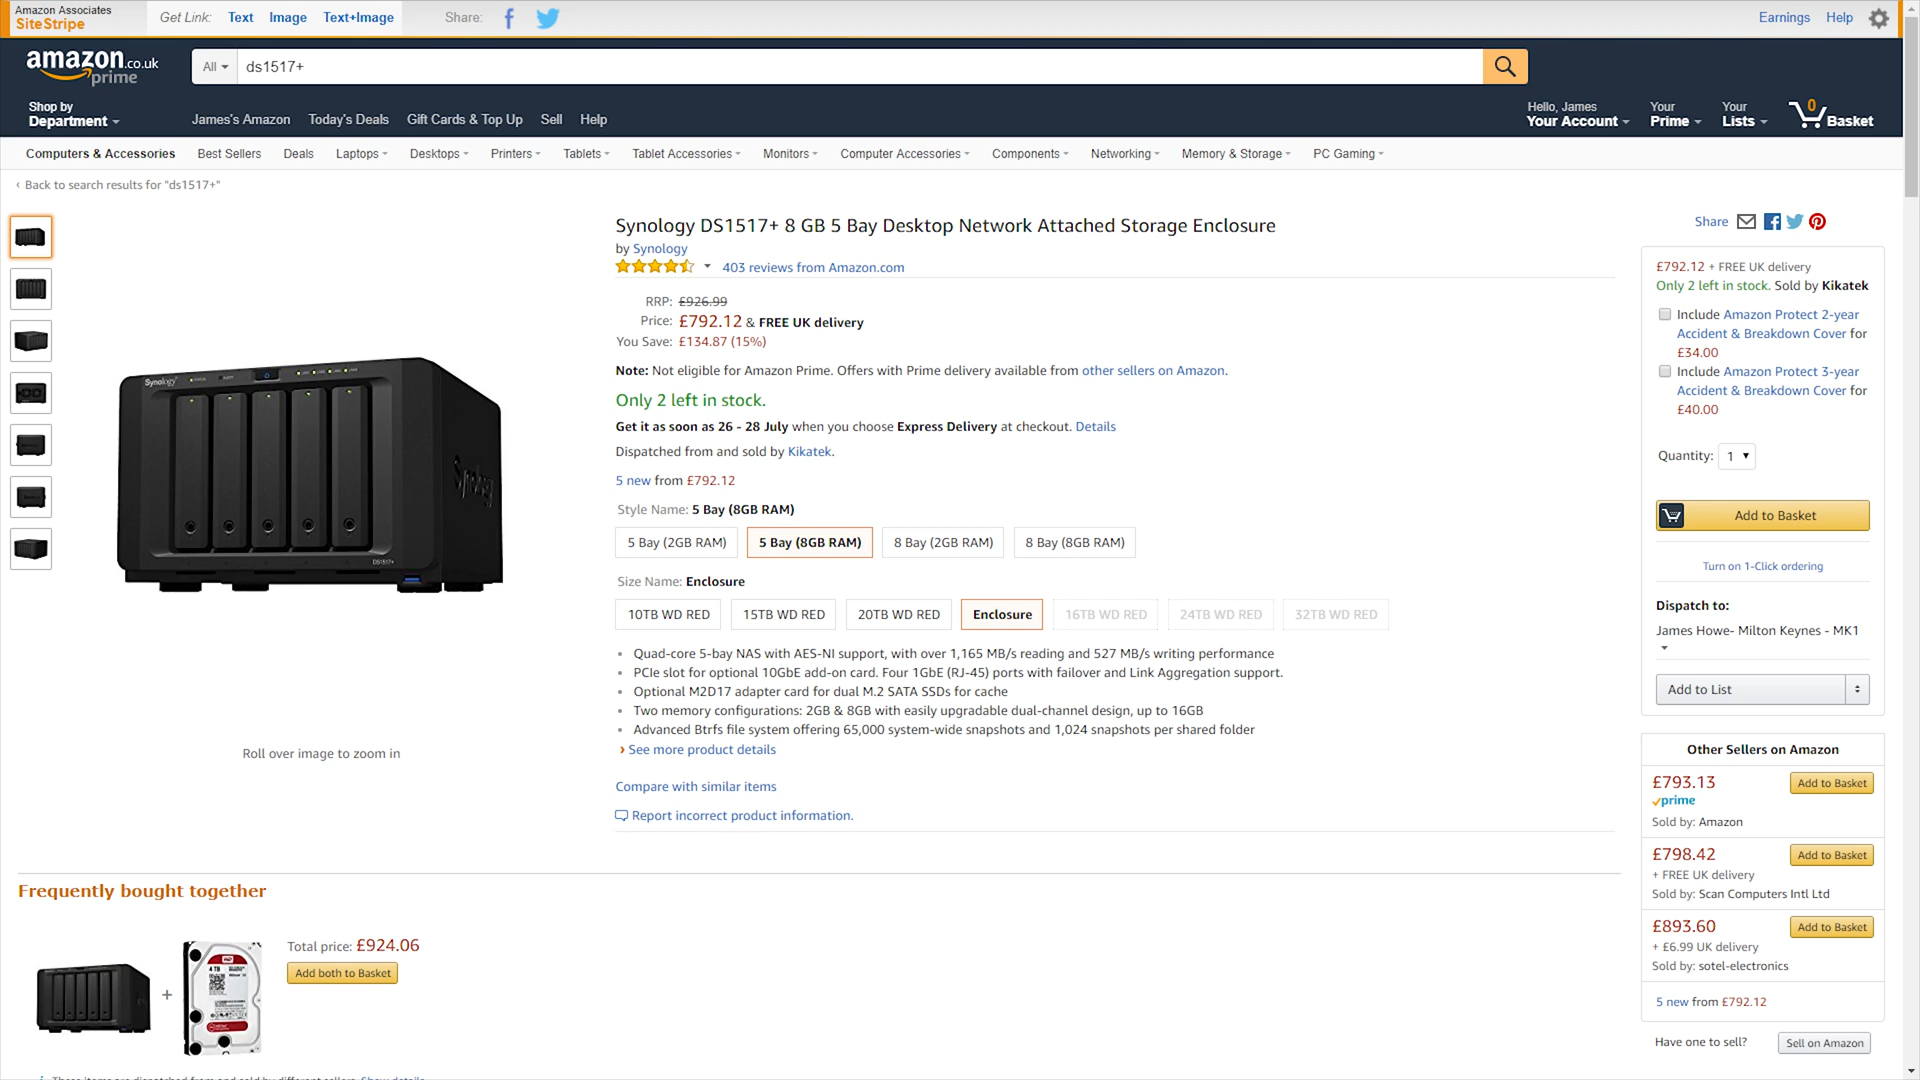 Amazon Associates
SiteStripe
Get Link: Text Image Text+Image Share:
Earnings Help
amazon.co.uk
prime
All ds1517+
Shop by
Department
James's Amazon Today's Deals Gift Cards & Top Up Sell Help
Hello, James
Your Account
Your
Prime
Your
Lists
0
Basket
Computers & Accessories Best Sellers Deals Laptops Desktops Printers Tablets Tablet Accessories Monitors Computer Accessories Components Networking Memory & Storage PC Gaming
‹ Back to search results for "ds1517+"
Synology
Synology
DS1517+
Roll over image to zoom in
Synology DS1517+ 8 GB 5 Bay Desktop Network Attached Storage Enclosure
by Synology
403 reviews from Amazon.com
RRP: £926.99
Price: £792.12 & FREE UK delivery
You Save: £134.87 (15%)
Note: Not eligible for Amazon Prime. Offers with Prime delivery available from other sellers on Amazon.
Only 2 left in stock.
Get it as soon as 26 - 28 July when you choose Express Delivery at checkout. Details
Dispatched from and sold by Kikatek.
5 new from £792.12
Style Name: 5 Bay (8GB RAM)
5 Bay (2GB RAM) 5 Bay (8GB RAM) 8 Bay (2GB RAM) 8 Bay (8GB RAM)
Size Name: Enclosure
10TB WD RED 15TB WD RED 20TB WD RED Enclosure 16TB WD RED 24TB WD RED 32TB WD RED
• Quad-core 5-bay NAS with AES-NI support, with over 1,165 MB/s reading and 527 MB/s writing performance
• PCIe slot for optional 10GbE add-on card. Four 1GbE (RJ-45) ports with failover and Link Aggregation support.
• Optional M2D17 adapter card for dual M.2 SATA SSDs for cache
• Two memory configurations: 2GB & 8GB with easily upgradable dual-channel design, up to 16GB
• Advanced Btrfs file system offering 65,000 system-wide snapshots and 1,024 snapshots per shared folder
› See more product details
Compare with similar items
Report incorrect product information.
Share
£792.12 + FREE UK delivery
Only 2 left in stock. Sold by Kikatek
Include Amazon Protect 2-year
Accident & Breakdown Cover for
£34.00
Include Amazon Protect 3-year
Accident & Breakdown Cover for
£40.00
Quantity: 1
Add to Basket
Turn on 1-Click ordering
Dispatch to:
James Howe- Milton Keynes - MK1
Add to List
Other Sellers on Amazon
£793.13 Add to Basket
prime
Sold by: Amazon
£798.42 Add to Basket
+ FREE UK delivery
Sold by: Scan Computers Intl Ltd
£893.60 Add to Basket
+ £6.99 UK delivery
Sold by: sotel-electronics
5 new from £792.12
Have one to sell? Sell on Amazon
Frequently bought together
+
WD
4 TB
Total price: £924.06
Add both to Basket
These items are dispatched from and sold by different sellers. Show details